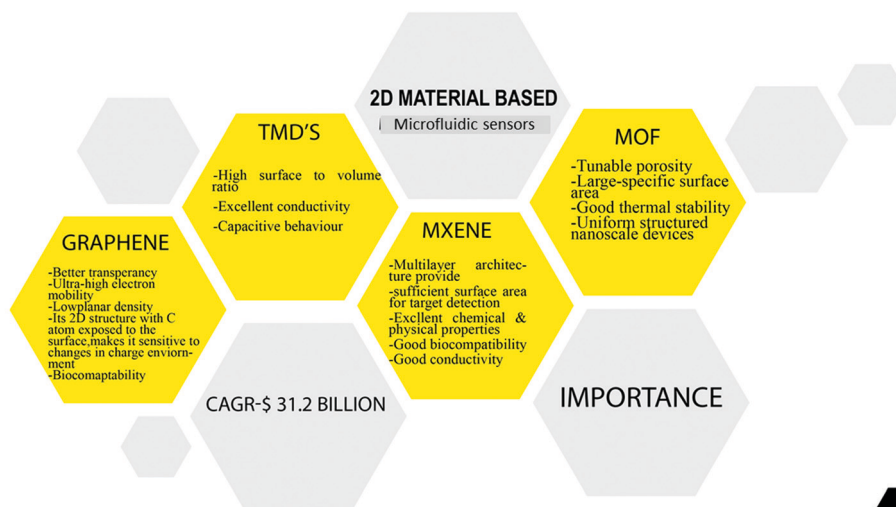 2D MATERIAL BASED
Microfluidic sensors
TMD'S
-High surface to volume
ratio
-Excellent conductivity
-Capacitive behaviour
MOF
-Tunable porosity
-Large-specific surface
area
-Good thermal stability
-Uniform structured
nanoscale devices
GRAPHENE
-Better transperancy
-Ultra-high electron
mobility
-Lowplanar density
-Its 2D structure with C
atom exposed to the
surface,makes it sensitive to
changes in charge enviorn-
ment
-Biocomaptability
MXENE
-Multilayer architec-
ture provide
-sufficient surface area
for target detection
-Excllent chemical &
physical properties
-Good biocompatibility
-Good conductivity
CAGR-$ 31.2 BILLION
IMPORTANCE